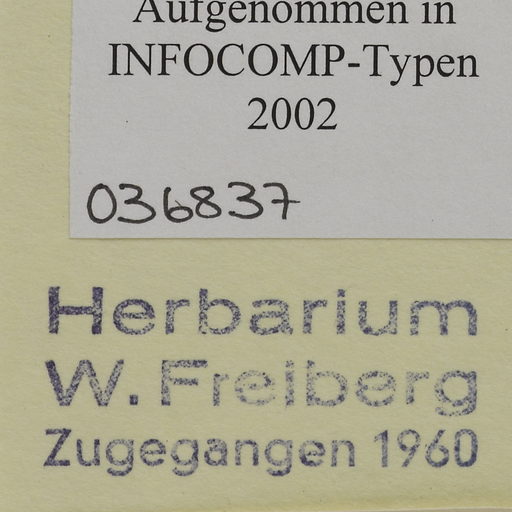 Aufgenommen in
INFOCOMP-Typen
2002
036837
Herbarium
W. Freiberg
Zugegangen 1960